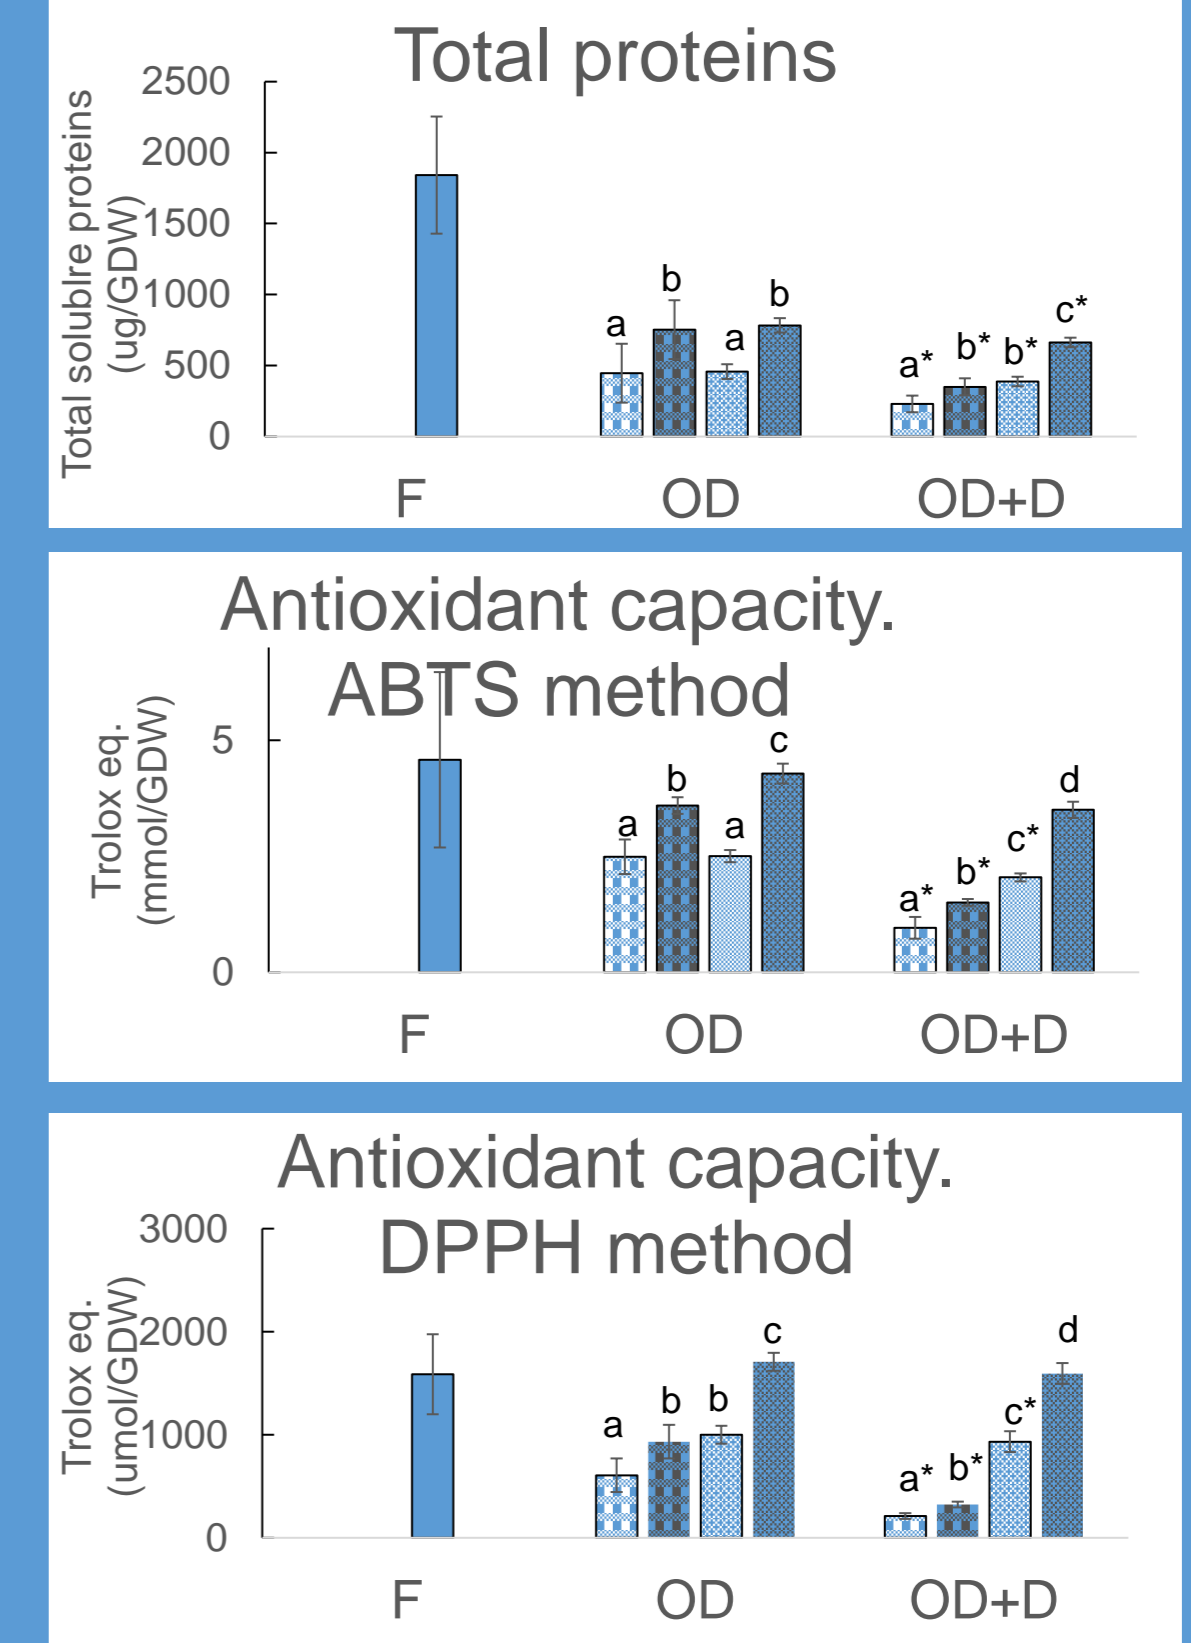 Total proteins
Total solublre proteins
(ug/GDW)
2500
2000
1500
1000
500
0
a
b
a
b
a*
b*
b*
c*
F
OD
OD+D
Antioxidant capacity.
ABTS method
Trolox eq.
(mmol/GDW)
5
0
a
b
a
c
a*
b*
c*
d
F
OD
OD+D
Antioxidant capacity.
DPPH method
Trolox eq.
(umol/GDW)
3000
2000
1000
0
a
b
b
c
a*
b*
c*
d
F
OD
OD+D